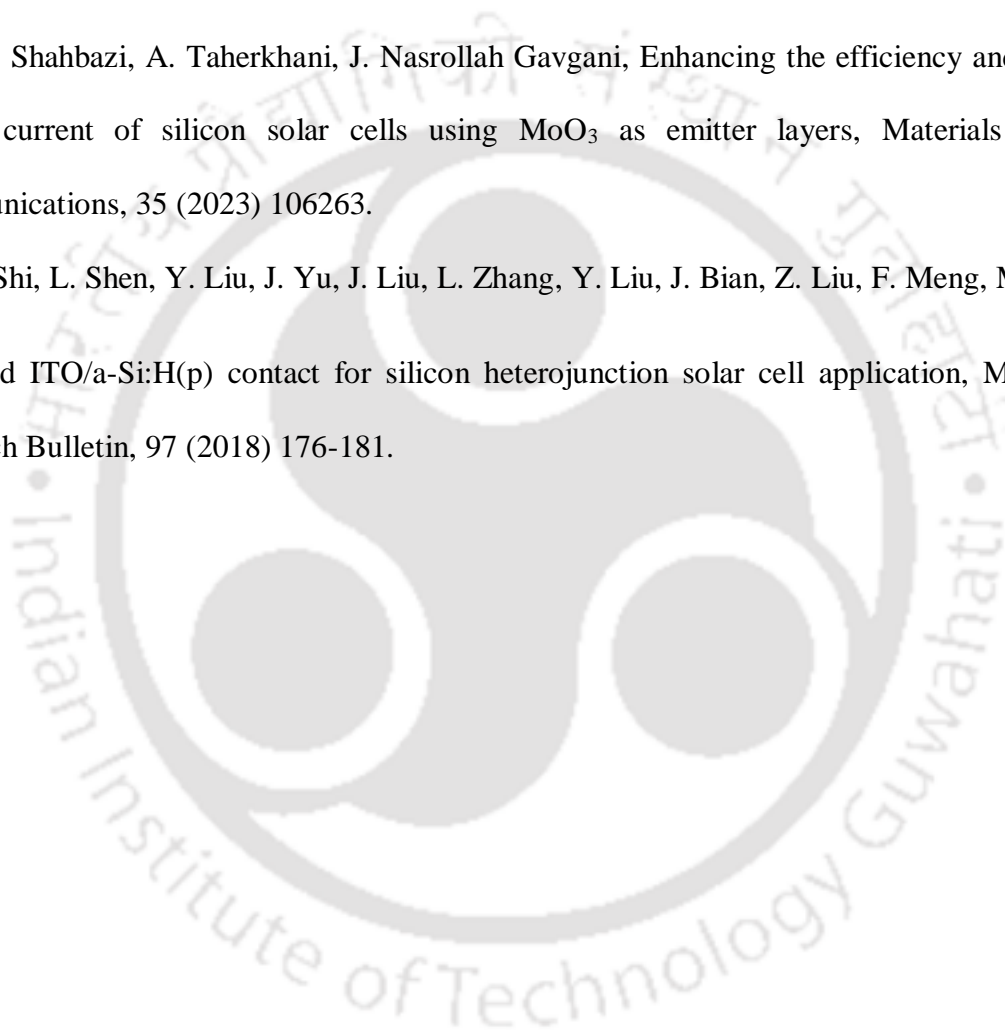 Shahbazi, A. Taherkhani, J. Nasrollah Gavgani, Enhancing the efficiency and
current of silicon solar cells using MoO₃ as emitter layers, Materials
unications, 35 (2023) 106263.
Shi, L. Shen, Y. Liu, J. Yu, J. Liu, L. Zhang, Y. Liu, J. Bian, Z. Liu, F. Meng,
d ITO/a-Si:H(p) contact for silicon heterojunction solar cell application,
h Bulletin, 97 (2018) 176-181.
Indian Institute of Technology Guwahati